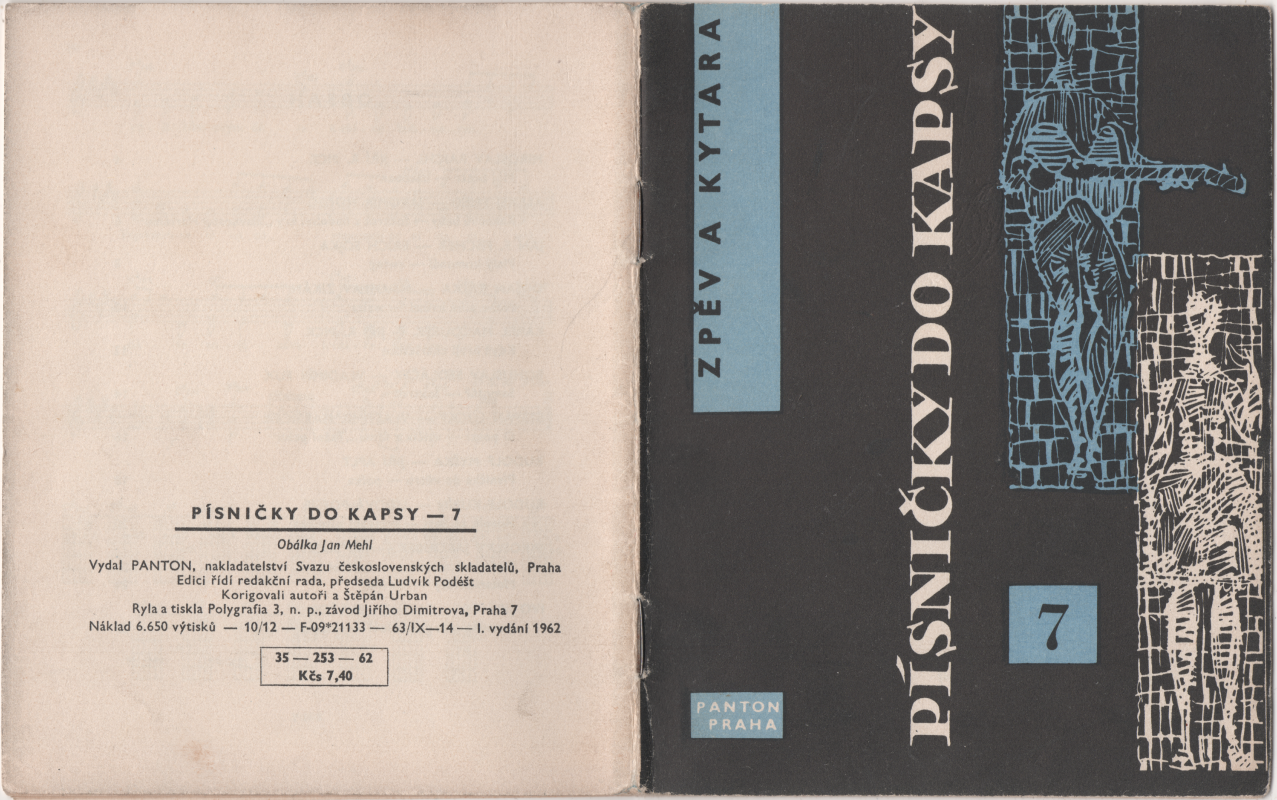 PÍSNIČKY DO KAPSY — 7
Obálka Jan Mehl
Vydal PANTON, nakladatelství Svazu československých skladatelů, Praha
Edici řídí redakční rada, předseda Ludvík Podéšt
Korigovali autoři a Štěpán Urban
Ryla a tiskla Polygrafia 3, n. p., závod Jiřího Dimitrova, Praha 7
Náklad 6.650 výtisků — 10/12 — F-09*21133 — 63/IX—14 — I. vydání 1962
35 — 253 — 62
Kčs 7,40
ZPĚV A KYTARA
PÍSNIČKY DO KAPSY
7
PANTON
PRAHA